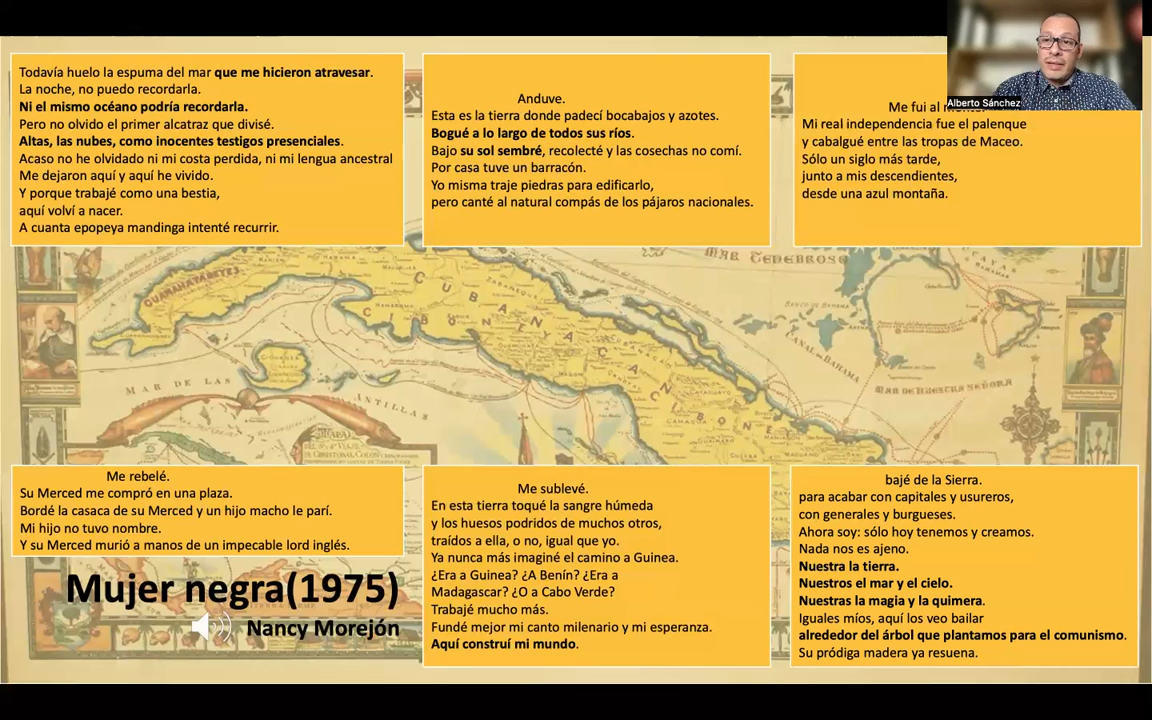 Todavía huelo la espuma del mar que me hicieron atravesar.
La noche, no puedo recordarla.
Ni el mismo océano podría recordarla.
Pero no olvido el primer alcatraz que divisé.
Altas, las nubes, como inocentes testigos presenciales.
Acaso no he olvidado ni mi costa perdida, ni mi lengua ancestral
Me dejaron aquí y aquí he vivido.
Y porque trabajé como una bestia,
aquí volví a nacer.
A cuanta epopeya mandinga intenté recurrir.
Me rebelé.
Su Merced me compró en una plaza.
Bordé la casaca de su Merced y un hijo macho le parí.
Mi hijo no tuvo nombre.
Y su Merced murió a manos de un impecable lord inglés.
Anduve.
Esta es la tierra donde padecí bocabajos y azotes.
Bogué a lo largo de todos sus ríos.
Bajo su sol sembré, recolecté y las cosechas no comí.
Por casa tuve un barracón.
Yo misma traje piedras para edificarlo,
pero canté al natural compás de los pájaros nacionales.
Me sublevé.
En esta tierra toqué la sangre húmeda
y los huesos podridos de muchos otros,
traídos a ella, o no, igual que yo.
Ya nunca más imaginé el camino a Guinea.
¿Era a Guinea? ¿A Benín? ¿Era a
Madagascar? ¿O a Cabo Verde?
Trabajé mucho más.
Fundé mejor mi canto milenario y mi esperanza.
Aquí construí mi mundo.
Me fui al
Mi real independencia fue el palenque
y cabalgué entre las tropas de Maceo.
Sólo un siglo más tarde,
junto a mis descendientes,
desde una azul montaña.
bajé de la Sierra.
para acabar con capitales y usureros,
con generales y burgueses.
Ahora soy: sólo hoy tenemos y creamos.
Nada nos es ajeno.
Nuestra la tierra.
Nuestros el mar y el cielo.
Nuestras la magia y la quimera.
Iguales míos, aquí los veo bailar
alrededor del árbol que plantamos para el comunismo.
Su pródiga madera ya resuena.
Mujer negra(1975)
Nancy Morejón
Alberto Sánchez
GUANAHATABEYES
CUBANACAN
CIBONEY
MAR DE LAS ANTILLAS
MAR TENEBROSO
CANAL DE BAHAMA
MAR DE NUESTRA SEÑORA